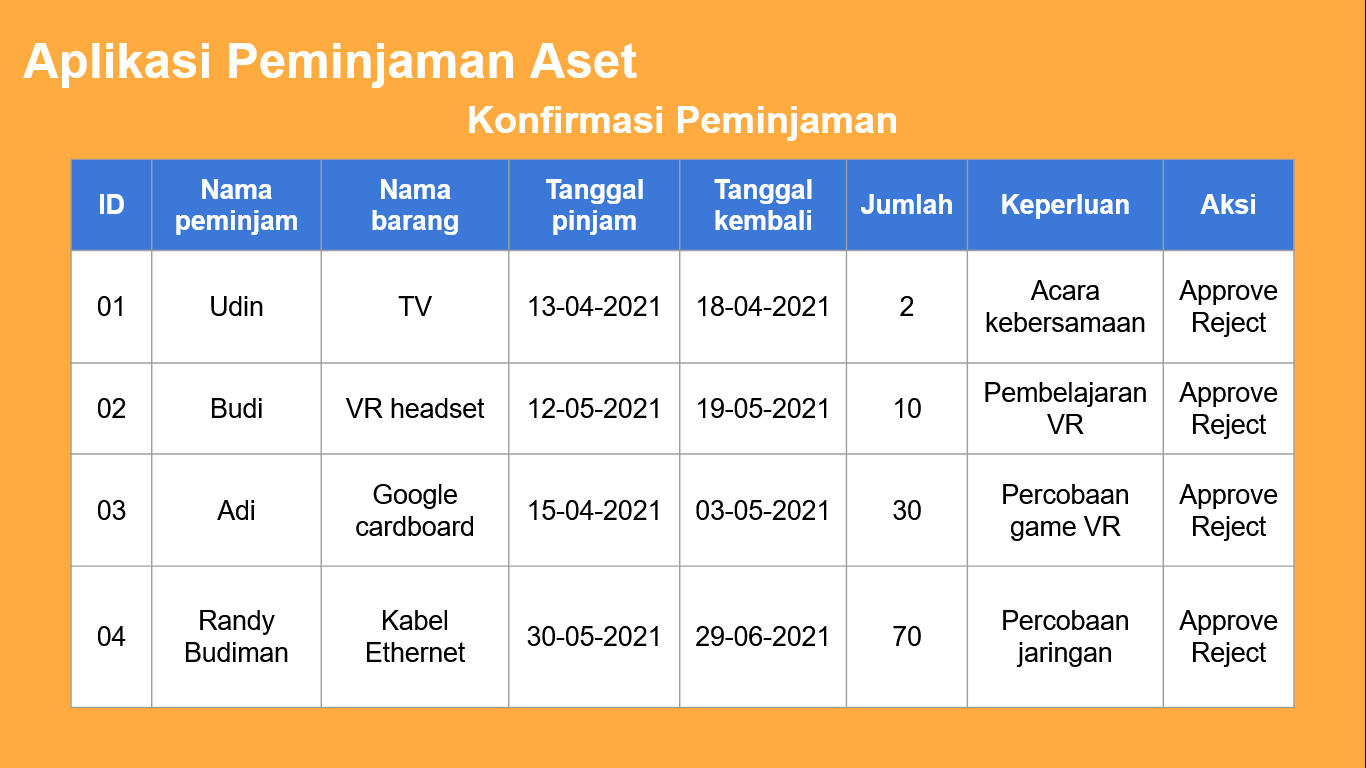 Aplikasi Peminjaman Aset
Konfirmasi Peminjaman
ID
Nama
peminjam
Nama
barang
Tanggal
pinjam
Tanggal
kembali
Jumlah
Keperluan
Aksi
01
Udin
TV
13-04-2021
18-04-2021
2
Acara
kebersamaan
Approve
Reject
02
Budi
VR headset
12-05-2021
19-05-2021
10
Pembelajaran
VR
Approve
Reject
03
Adi
Google
cardboard
15-04-2021
03-05-2021
30
Percobaan
game VR
Approve
Reject
04
Randy
Budiman
Kabel
Ethernet
30-05-2021
29-06-2021
70
Percobaan
jaringan
Approve
Reject